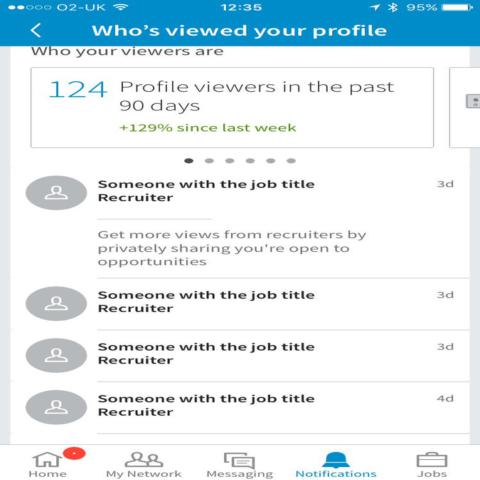 O2-UK 12:35 95%
Who's viewed your profile
Who your viewers are
124 Profile viewers in the past
90 days
+129% since last week
Someone with the job title 3d
Recruiter
Get more views from recruiters by
privately sharing you're open to
opportunities
Someone with the job title 3d
Recruiter
Someone with the job title 3d
Recruiter
Someone with the job title 4d
Recruiter
Home My Network Messaging Notifications Jobs